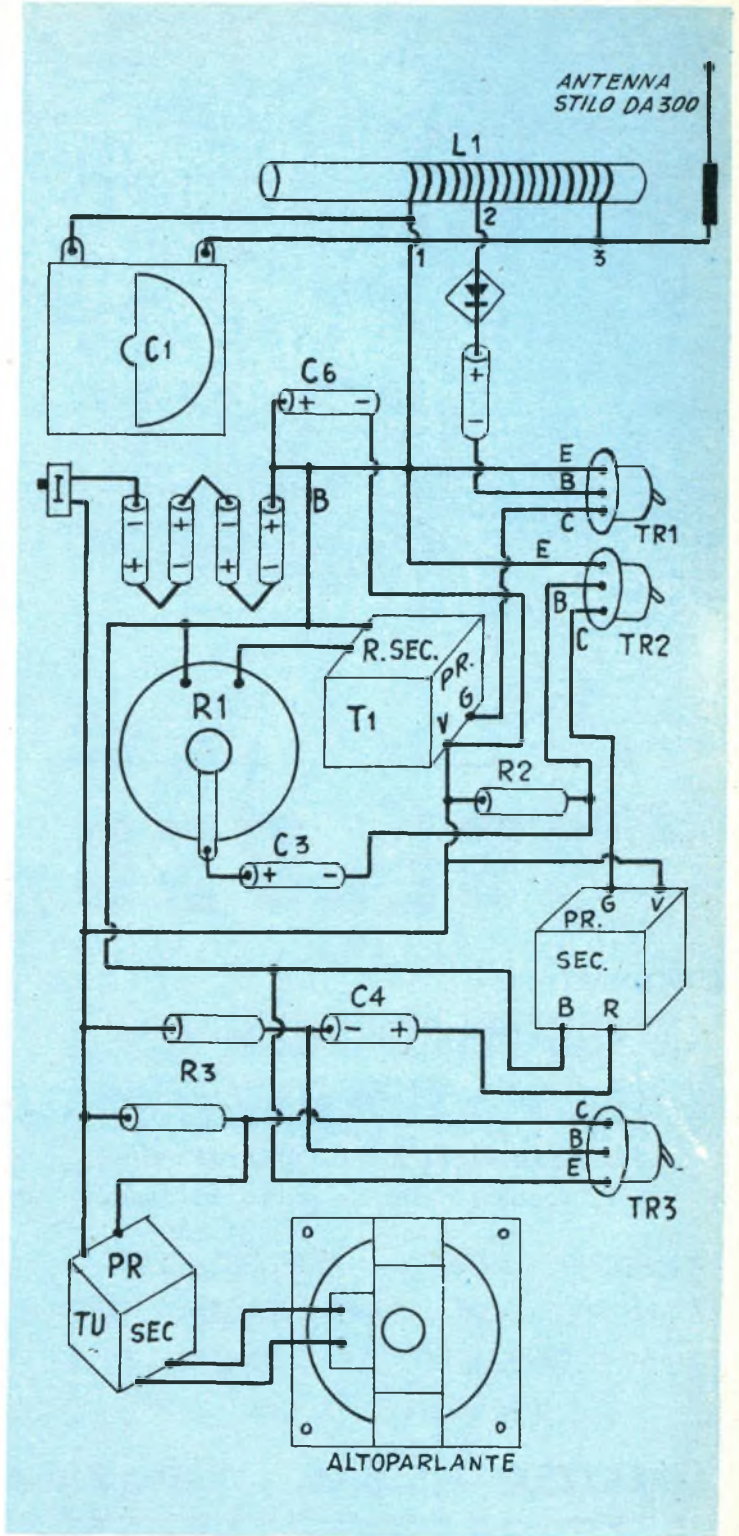 ANTENNA
STILO DA 300
L1
2
1
3
C1
C6
+ -
+
-
E
B
C
TR1
I
- + - +
+ - + -
B
E
B
C
TR2
R. SEC.
PR.
G
V
T1
R1
R2
C3
+ -
G V
PR.
SEC.
B R
C4
- +
R3
C
B
E
TR3
PR
TU
SEC
ALTOPARLANTE